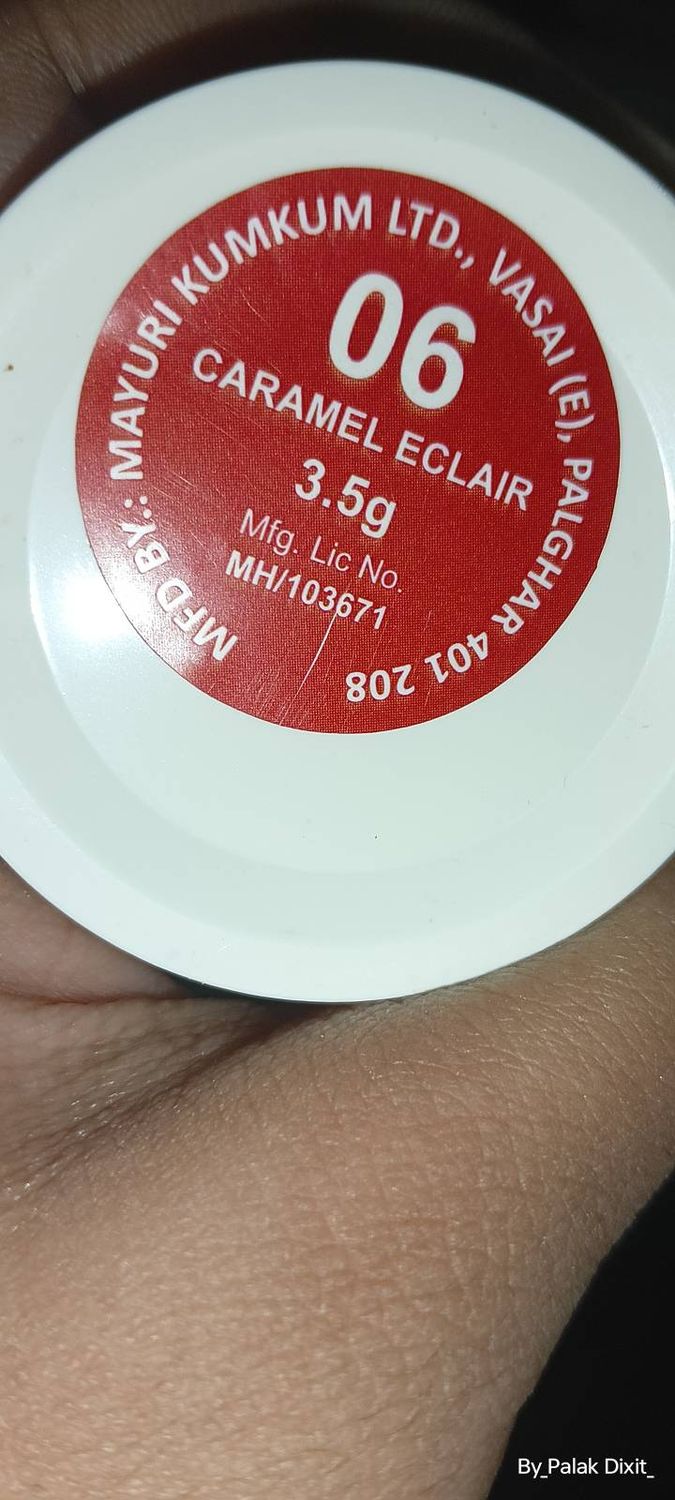 MFD BY.: MAYURI KUMKUM LTD., VASAI (E), PALGHAR 401 208
06
CARAMEL ECLAIR
3.5g
Mfg. Lic No.
MH/103671
By_Palak Dixit_